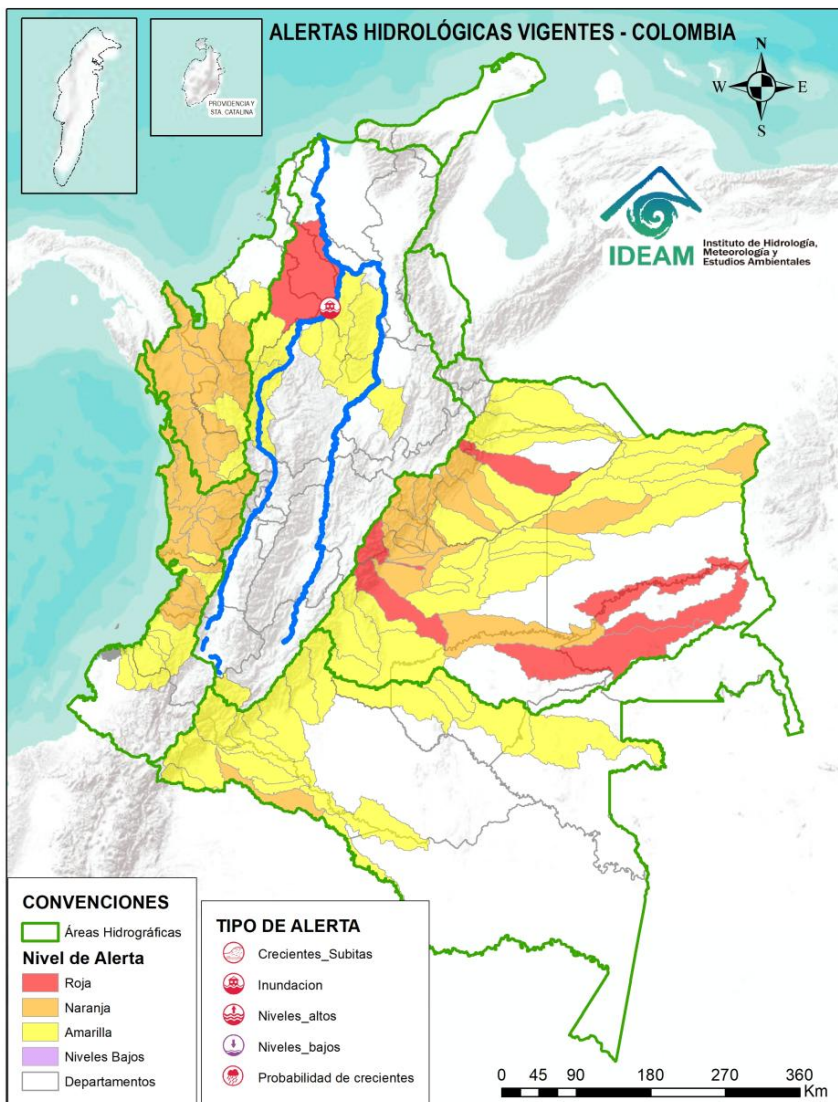 ALERTAS HIDROLÓGICAS VIGENTES - COLOMBIA
PROVIDENCIA Y
STA. CATALINA
N
W
E
S
IDEAM
Instituto de Hidrología,
Meteorología y
Estudios Ambientales
CONVENCIONES
Áreas Hidrográficas
Nivel de Alerta
Roja
Naranja
Amarilla
Niveles Bajos
Departamentos
TIPO DE ALERTA
Crecientes_Subitas
Inundacion
Niveles_altos
Niveles_bajos
Probabilidad de crecientes
0 45 90 180 270 360
Km